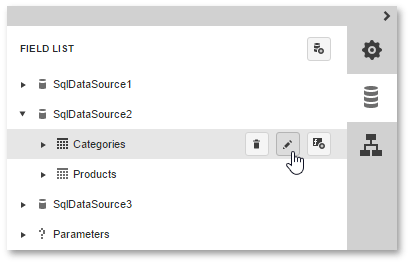 FIELD LIST
SqlDataSource1
SqlDataSource2
Categories
Products
SqlDataSource3
Parameters